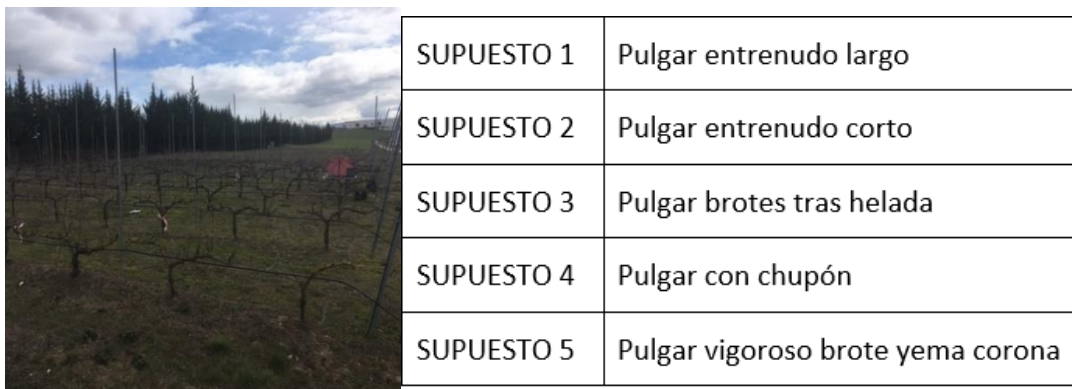 SUPUESTO 1 Pulgar entrenudo largo
SUPUESTO 2 Pulgar entrenudo corto
SUPUESTO 3 Pulgar brotes tras helada
SUPUESTO 4 Pulgar con chupón
SUPUESTO 5 Pulgar vigoroso brote yema corona